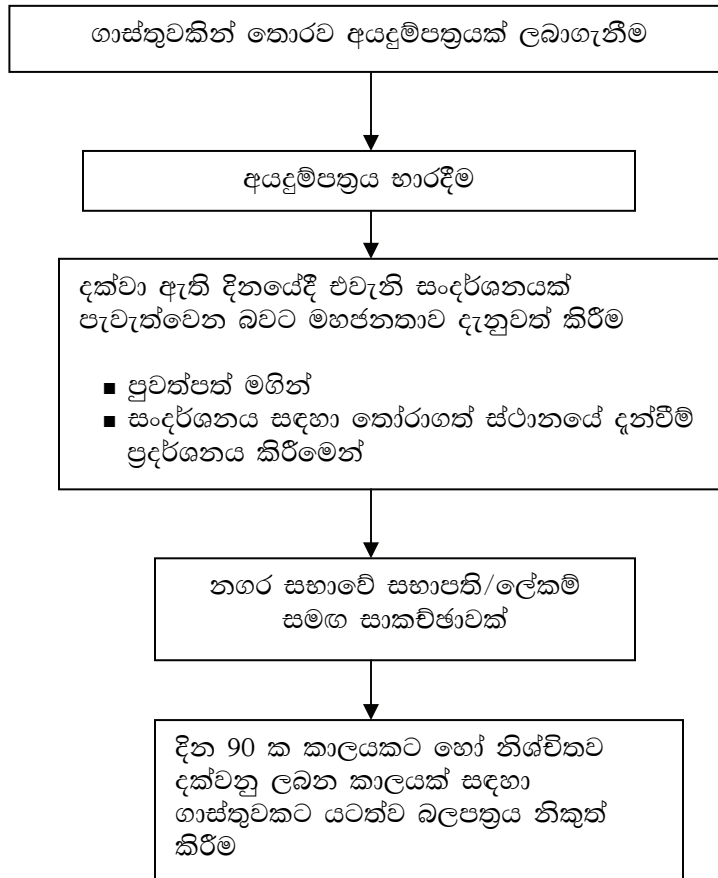 ගාස්තුවකින් තොරව අයදුම්පත්‍රයක් ලබාගැනීම
අයදුම්පත්‍රය භාරදීම
දක්වා ඇති දිනයේදී එවැනි සංදර්ශනයක්
පැවැත්වෙන බවට මහජනතාව දැනුවත් කිරීම
■ පුවත්පත් මගින්
■ සංදර්ශනය සඳහා තෝරාගත් ස්ථානයේ දැන්වීම්
ප්‍රදර්ශනය කිරීමෙන්
නගර සභාවේ සභාපති/ලේකම්
සමඟ සාකච්ඡාවක්
දින 90 ක කාලයකට හෝ නිශ්චිතව
දක්වනු ලබන කාලයක් සඳහා
ගාස්තුවකට යටත්ව බලපත්‍රය නිකුත්
කිරීම